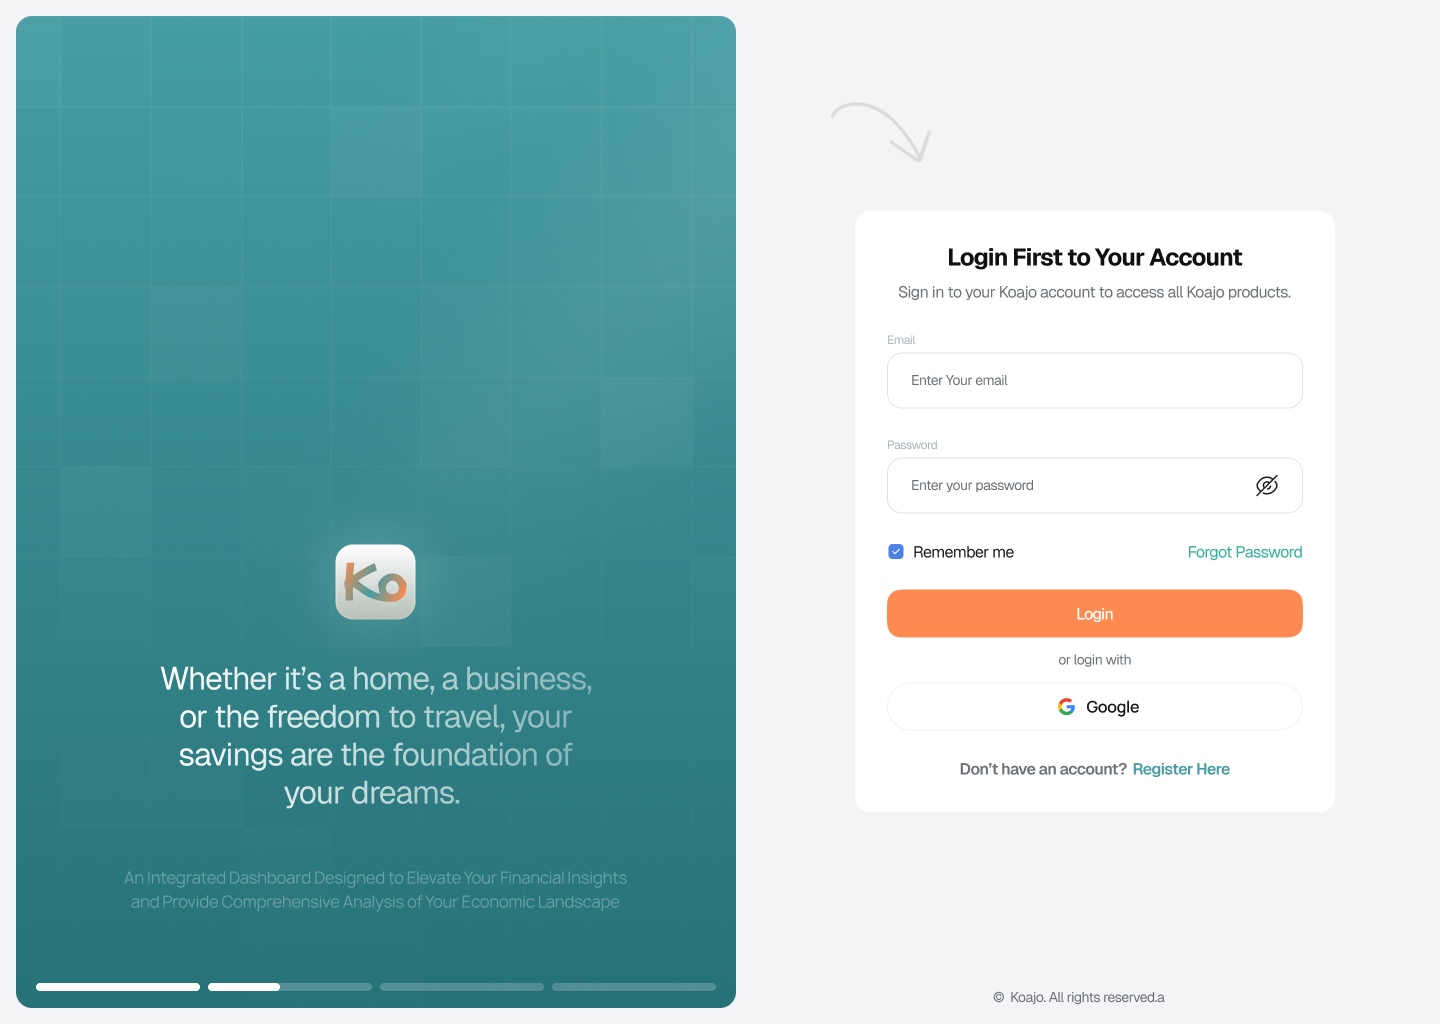 Ko
Whether it's a home, a business,
or the freedom to travel, your
savings are the foundation of
your dreams.
An Integrated Dashboard Designed to Elevate Your Financial Insights
and Provide Comprehensive Analysis of Your Economic Landscape
Login First to Your Account
Sign in to your Koajo account to access all Koajo products.
Email
Enter Your email
Password
Enter your password
Remember me
Forgot Password
Login
or login with
Google
Don't have an account? Register Here
© Koajo. All rights reserved.a